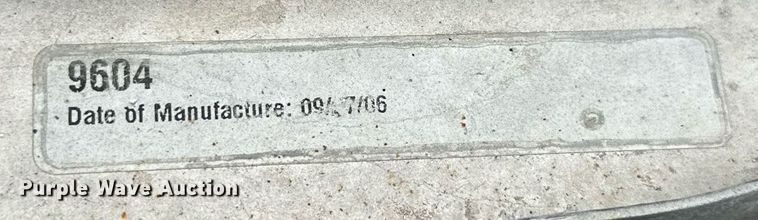 9604
Date of Manufacture:
Purple Wave Auction